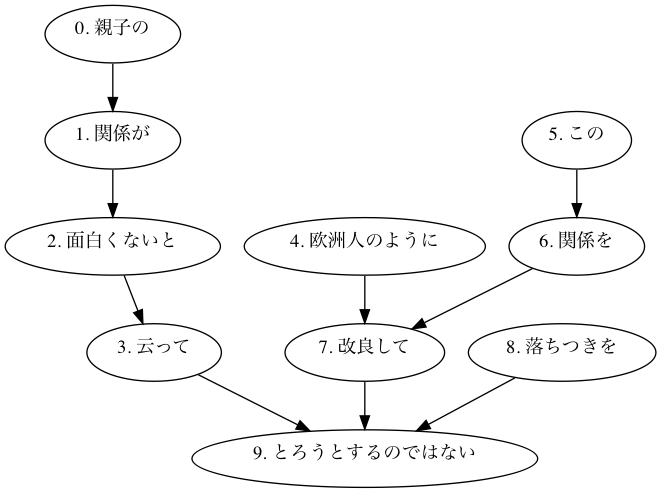 0. 親子の
1. 関係が
5. この
2. 面白くないと
4. 欧洲人のように
6. 関係を
3. 云って
7. 改良して
8. 落ちつきを
9. とろうとするのではない